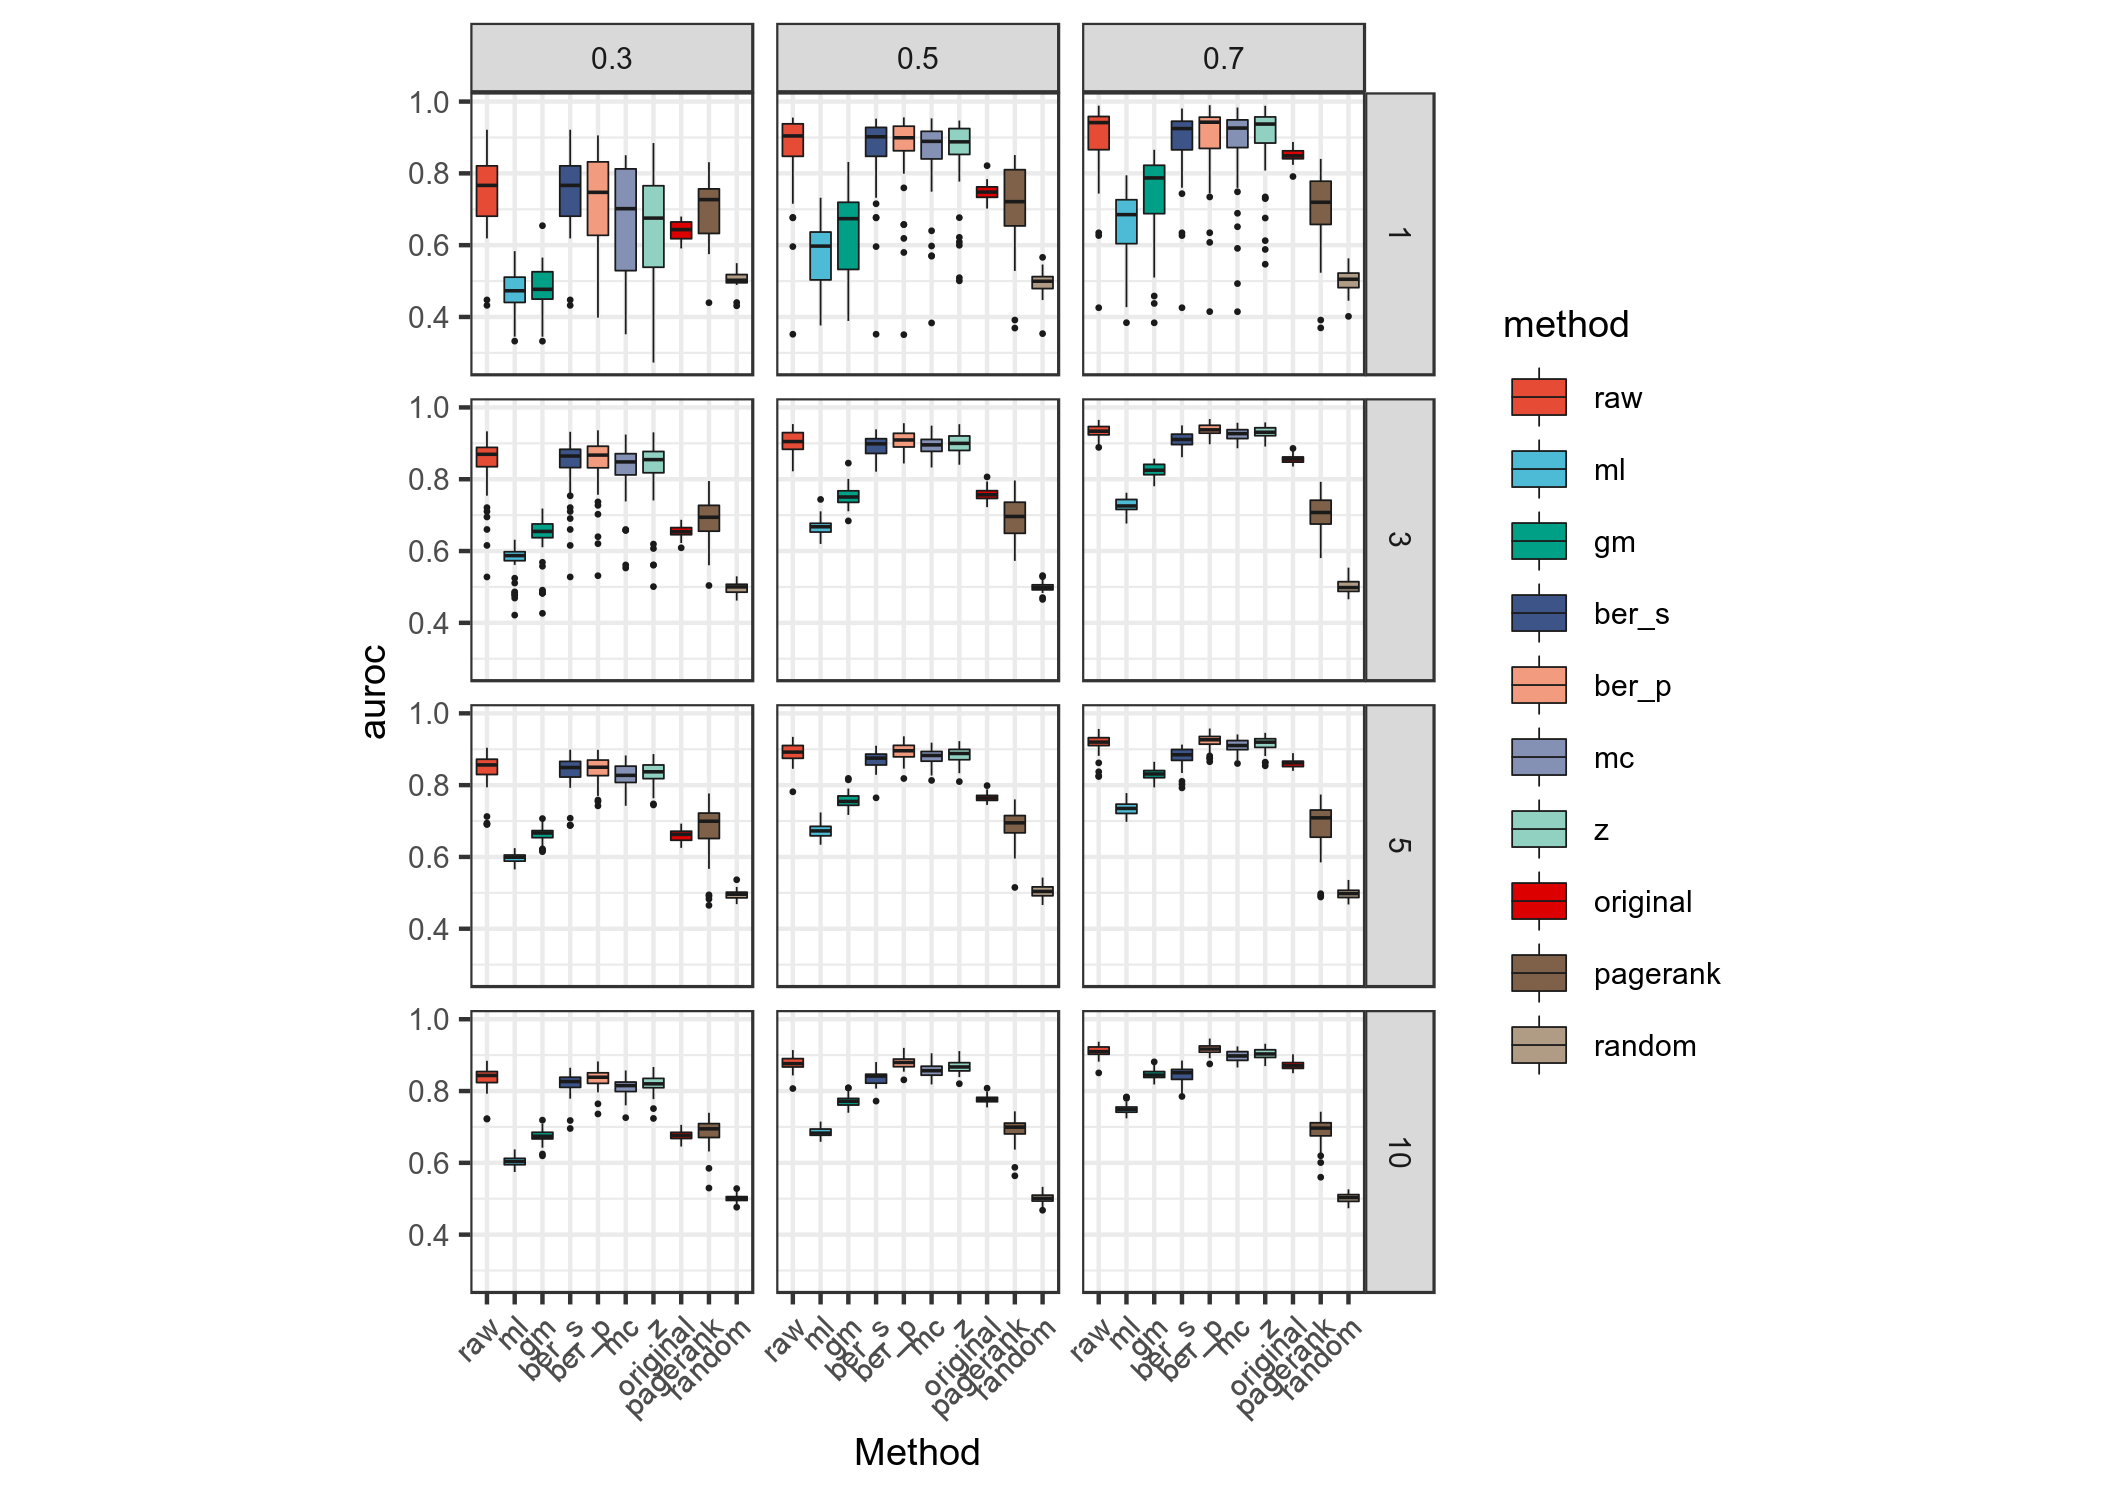 0.3 0.5 0.7
1.0
0.8
0.6
0.4
1
1.0
0.8
0.6
0.4
3
auroc
1.0
0.8
0.6
0.4
5
1.0
0.8
0.6
0.4
10
raw ml gm ber_s ber_p mc z original pagerank random
raw ml gm ber_s ber_p mc z original pagerank random
raw ml gm ber_s ber_p mc z original pagerank random
Method
method
raw
ml
gm
ber_s
ber_p
mc
z
original
pagerank
random